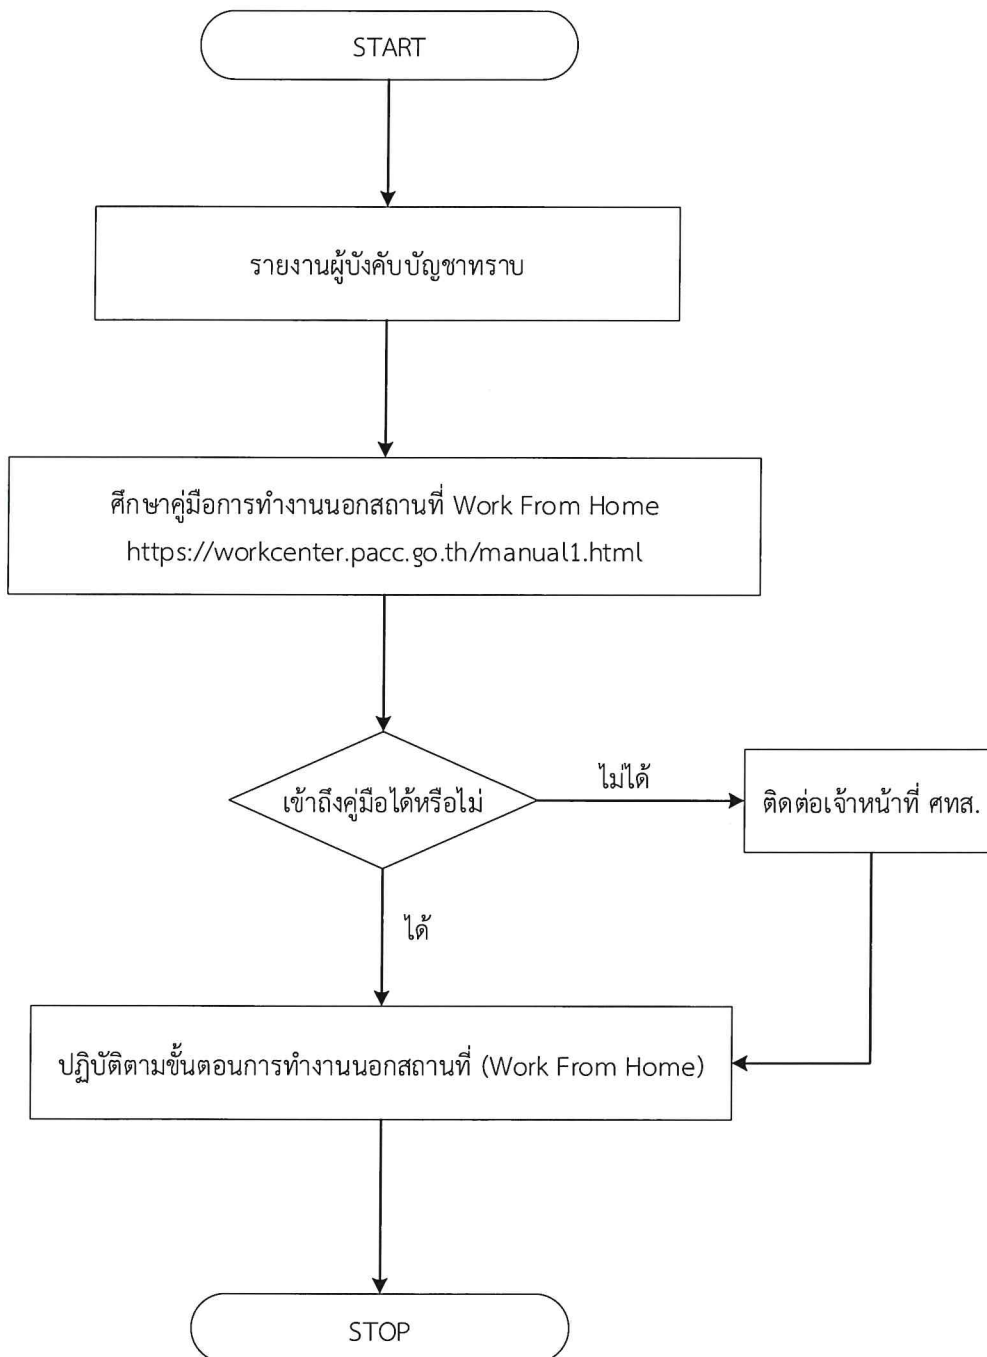 START
รายงานผู้บังคับบัญชาทราบ
ศึกษาคู่มือการทำงานนอกสถานที่ Work From Home
https://workcenter.pacc.go.th/manual1.html
เข้าถึงคู่มือได้หรือไม่
ไม่ได้
ติดต่อเจ้าหน้าที่ ศทส.
ได้
ปฏิบัติตามขั้นตอนการทำงานนอกสถานที่ (Work From Home)
STOP